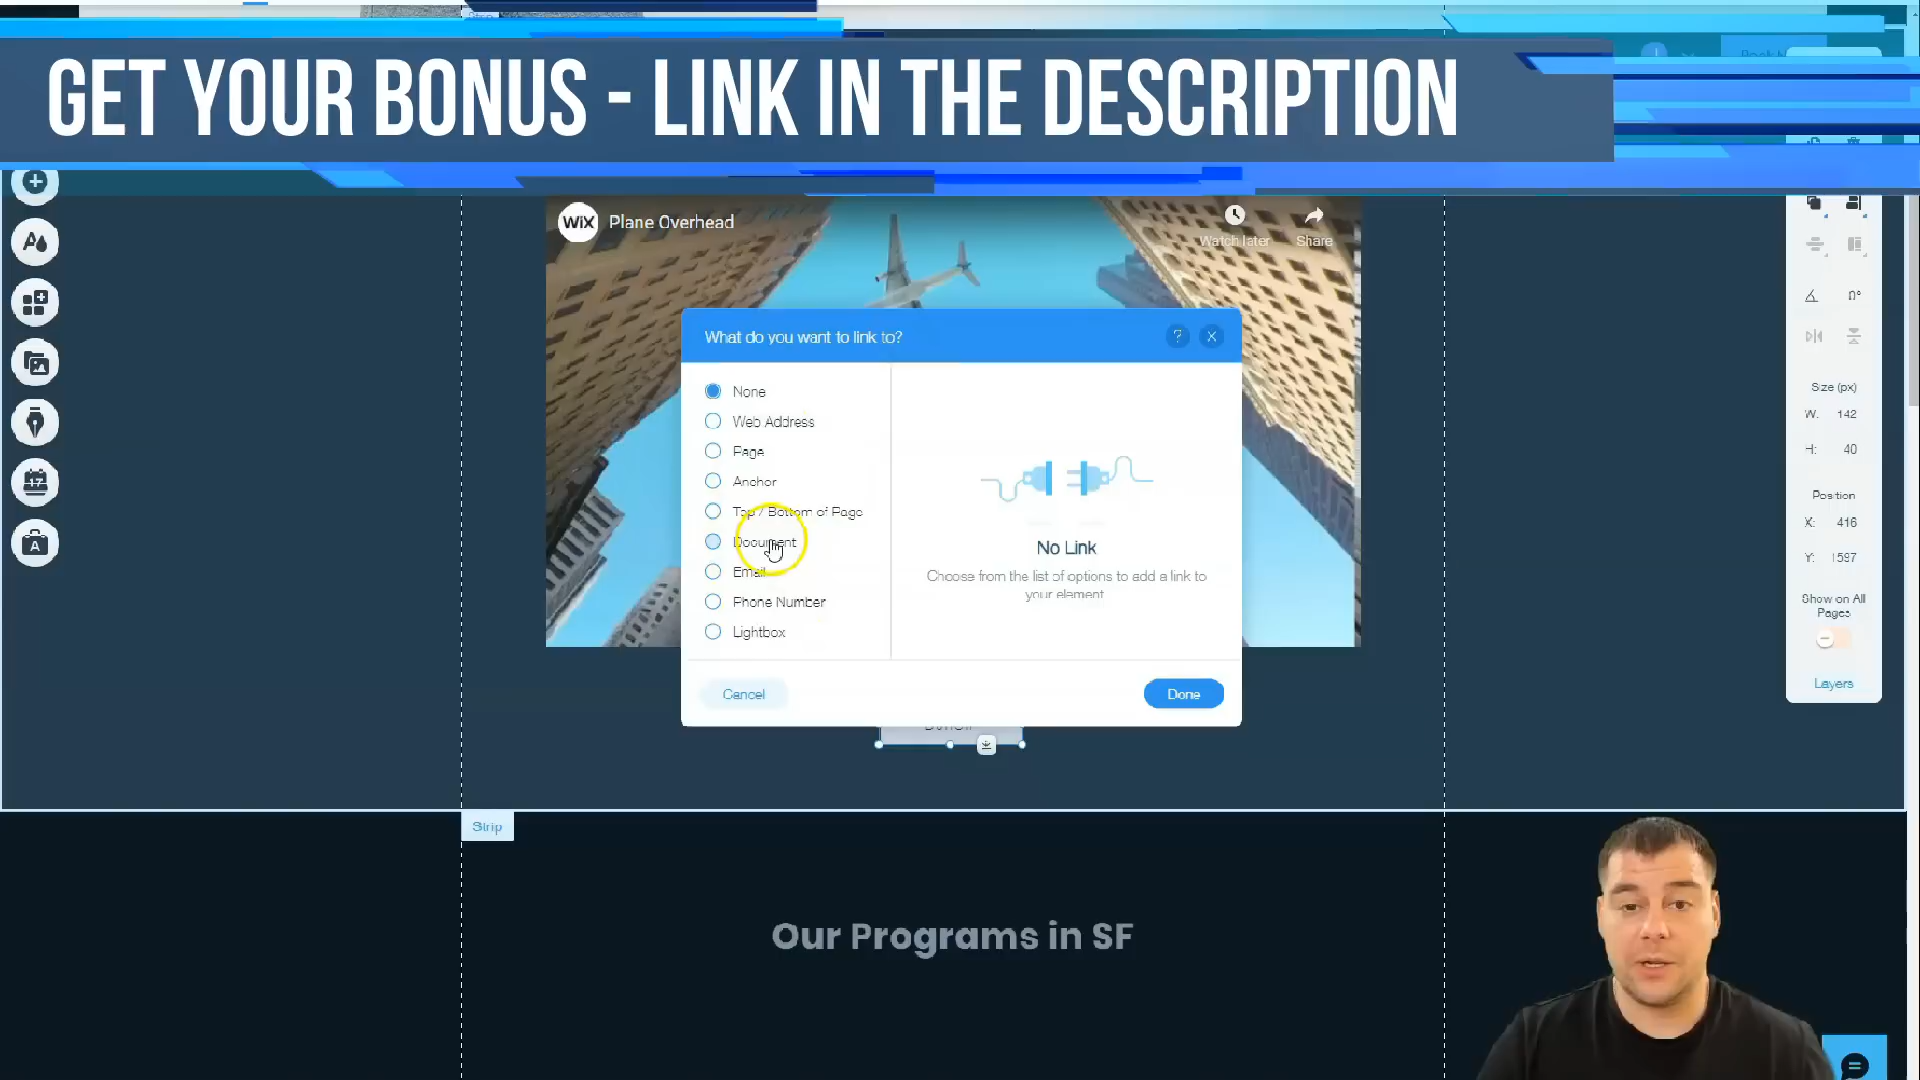 Strip
GET YOUR BONUS - LINK IN THE DESCRIPTION
WiX Plane Overhead
Watch later
Share
What do you want to link to?
?
X
None
Web Address
Page
Anchor
Top / Bottom of Page
Document
Email
Phone Number
Lightbox
No Link
Choose from the list of options to add a link to
your element
Cancel
Done
17
A
Size (px)
W: 142
H: 40
Position
X: 416
Y: 1597
Show on All
Pages
Layers
Strip
Our Programs in SF